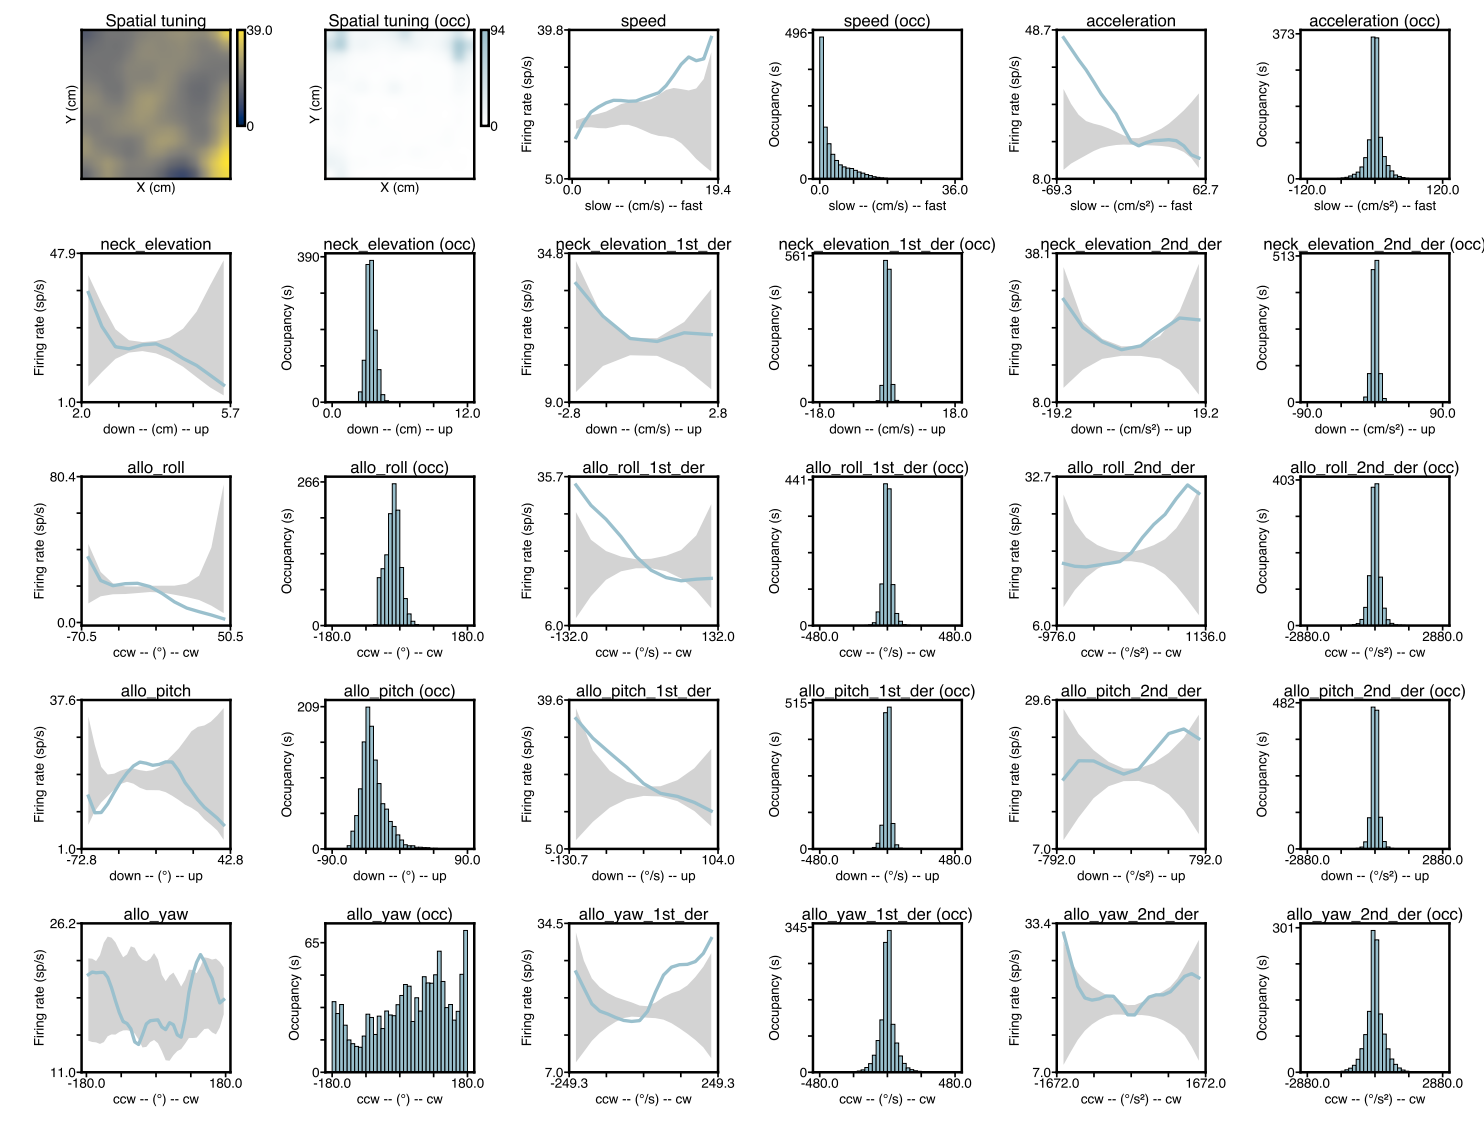 Spatial tuning
39.0
0
Y (cm)
X (cm)
Spatial tuning (occ)
94
0
Y (cm)
X (cm)
speed
39.8
5.0
Firing rate (sp/s)
0.0 19.4
slow -- (cm/s) -- fast
speed (occ)
496
0
Occupancy (s)
0.0 36.0
slow -- (cm/s) -- fast
acceleration
48.7
8.0
Firing rate (sp/s)
-69.3 62.7
slow -- (cm/s²) -- fast
acceleration (occ)
373
0
Occupancy (s)
-120.0 120.0
slow -- (cm/s²) -- fast
neck_elevation
47.9
1.0
Firing rate (sp/s)
2.0 5.7
down -- (cm) -- up
neck_elevation (occ)
390
0
Occupancy (s)
0.0 12.0
down -- (cm) -- up
neck_elevation_1st_der
34.8
9.0
Firing rate (sp/s)
-2.8 2.8
down -- (cm/s) -- up
neck_elevation_1st_der (occ)
561
0
Occupancy (s)
-18.0 18.0
down -- (cm/s) -- up
neck_elevation_2nd_der
38.1
8.0
Firing rate (sp/s)
-19.2 19.2
down -- (cm/s²) -- up
neck_elevation_2nd_der (occ)
513
0
Occupancy (s)
-90.0 90.0
down -- (cm/s²) -- up
allo_roll
80.4
0.0
Firing rate (sp/s)
-70.5 50.5
ccw -- (°) -- cw
allo_roll (occ)
266
0
Occupancy (s)
-180.0 180.0
ccw -- (°) -- cw
allo_roll_1st_der
35.7
6.0
Firing rate (sp/s)
-132.0 132.0
ccw -- (°/s) -- cw
allo_roll_1st_der (occ)
441
0
Occupancy (s)
-480.0 480.0
ccw -- (°/s) -- cw
allo_roll_2nd_der
32.7
6.0
Firing rate (sp/s)
-976.0 1136.0
ccw -- (°/s²) -- cw
allo_roll_2nd_der (occ)
403
0
Occupancy (s)
-2880.0 2880.0
ccw -- (°/s²) -- cw
allo_pitch
37.6
1.0
Firing rate (sp/s)
-72.8 42.8
down -- (°) -- up
allo_pitch (occ)
209
0
Occupancy (s)
-90.0 90.0
down -- (°) -- up
allo_pitch_1st_der
39.6
5.0
Firing rate (sp/s)
-130.7 104.0
down -- (°/s) -- up
allo_pitch_1st_der (occ)
515
0
Occupancy (s)
-480.0 480.0
down -- (°/s) -- up
allo_pitch_2nd_der
29.6
7.0
Firing rate (sp/s)
-792.0 792.0
down -- (°/s²) -- up
allo_pitch_2nd_der (occ)
482
0
Occupancy (s)
-2880.0 2880.0
down -- (°/s²) -- up
allo_yaw
26.2
11.0
Firing rate (sp/s)
-180.0 180.0
ccw -- (°) -- cw
allo_yaw (occ)
65
0
Occupancy (s)
-180.0 180.0
ccw -- (°) -- cw
allo_yaw_1st_der
34.5
7.0
Firing rate (sp/s)
-249.3 249.3
ccw -- (°/s) -- cw
allo_yaw_1st_der (occ)
345
0
Occupancy (s)
-480.0 480.0
ccw -- (°/s) -- cw
allo_yaw_2nd_der
33.4
7.0
Firing rate (sp/s)
-1672.0 1672.0
ccw -- (°/s²) -- cw
allo_yaw_2nd_der (occ)
301
0
Occupancy (s)
-2880.0 2880.0
ccw -- (°/s²) -- cw